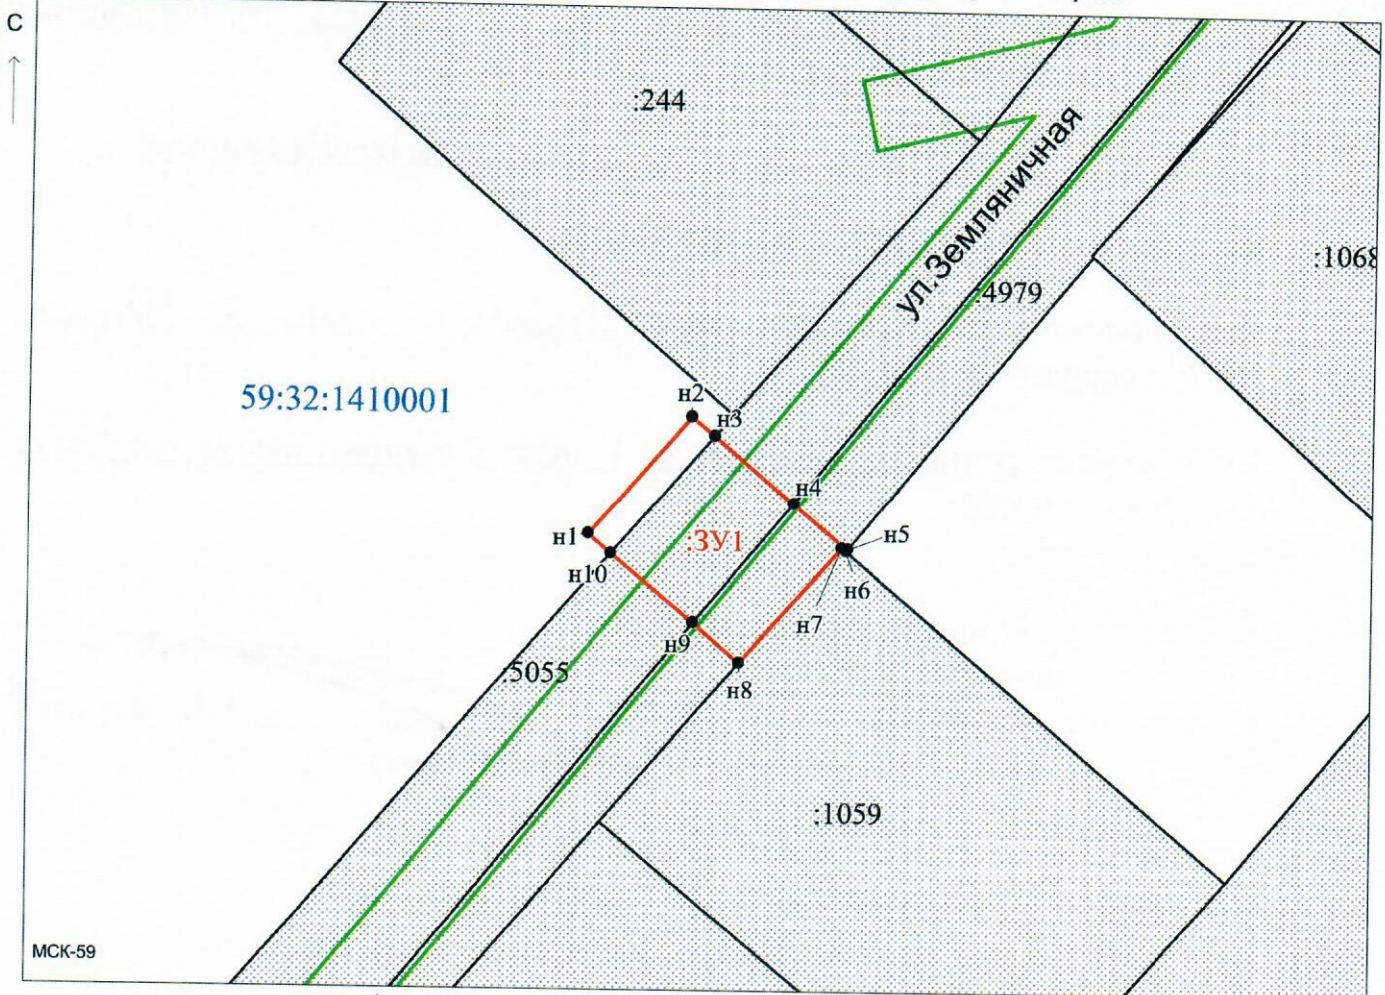 С
:244
ул.Земляничная
:1068
:4979
59:32:1410001
н2
н3
н4
н1
:ЗУ1
н5
н10
н6
н7
н9
:5055
н8
:1059
МСК-59